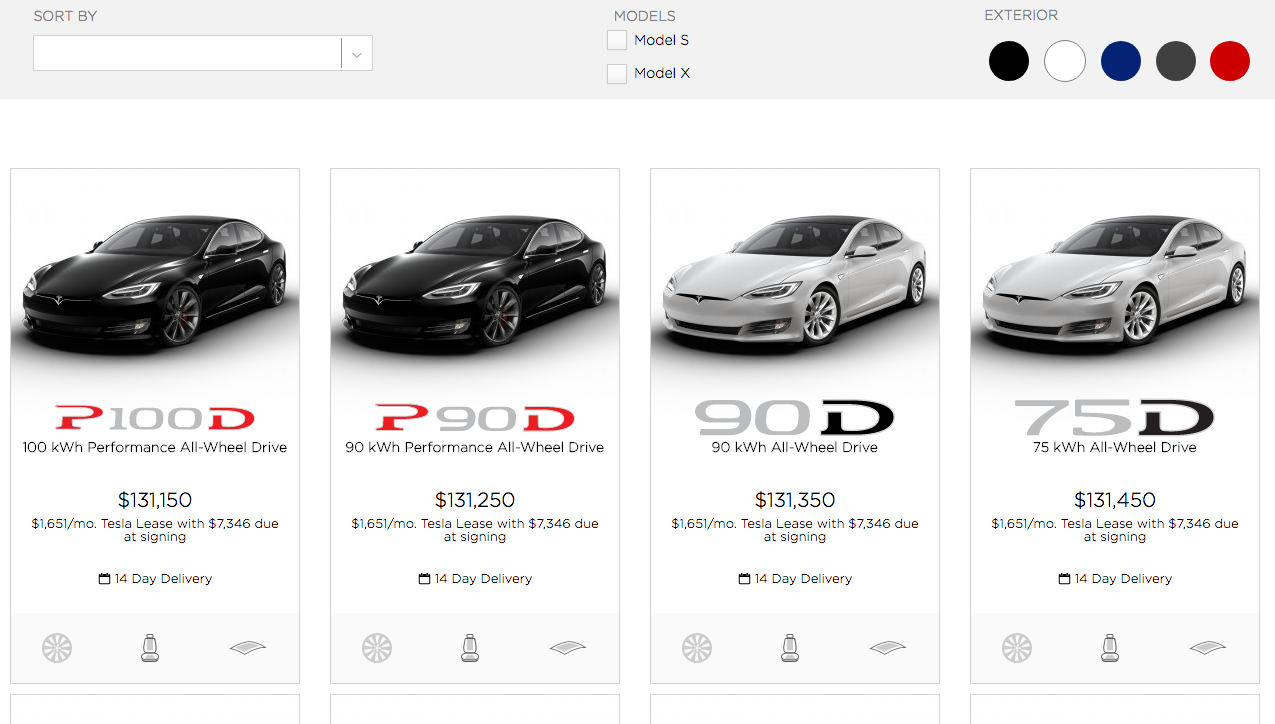 SORT BY
MODELS
Model S
Model X
EXTERIOR
P100D
100 kWh Performance All-Wheel Drive
$131,150
$1,651/mo. Tesla Lease with $7,346 due
at signing
14 Day Delivery
P90D
90 kWh Performance All-Wheel Drive
$131,250
$1,651/mo. Tesla Lease with $7,346 due
at signing
14 Day Delivery
90D
90 kWh All-Wheel Drive
$131,350
$1,651/mo. Tesla Lease with $7,346 due
at signing
14 Day Delivery
75D
75 kWh All-Wheel Drive
$131,450
$1,651/mo. Tesla Lease with $7,346 due
at signing
14 Day Delivery